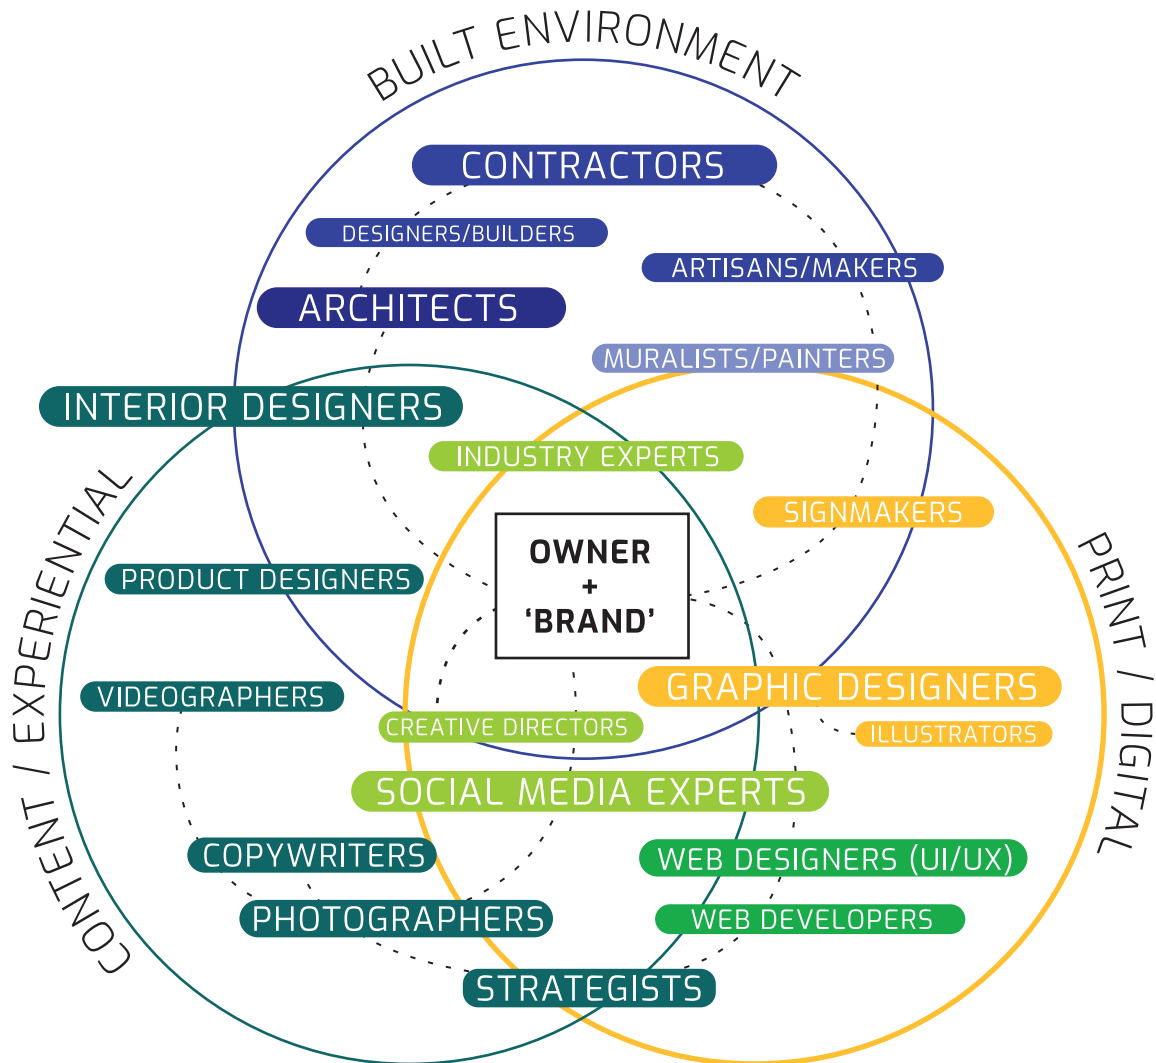 BUILT ENVIRONMENT
CONTRACTORS
DESIGNERS/BUILDERS
ARTISANS/MAKERS
ARCHITECTS
MURALISTS/PAINTERS
INTERIOR DESIGNERS
INDUSTRY EXPERTS
SIGNMAKERS
OWNER
+
‘BRAND’
PRODUCT DESIGNERS
CONTENT / EXPERIENTIAL
PRINT / DIGITAL
GRAPHIC DESIGNERS
VIDEOGRAPHERS
CREATIVE DIRECTORS
ILLUSTRATORS
SOCIAL MEDIA EXPERTS
COPYWRITERS
WEB DESIGNERS (UI/UX)
PHOTOGRAPHERS
WEB DEVELOPERS
STRATEGISTS